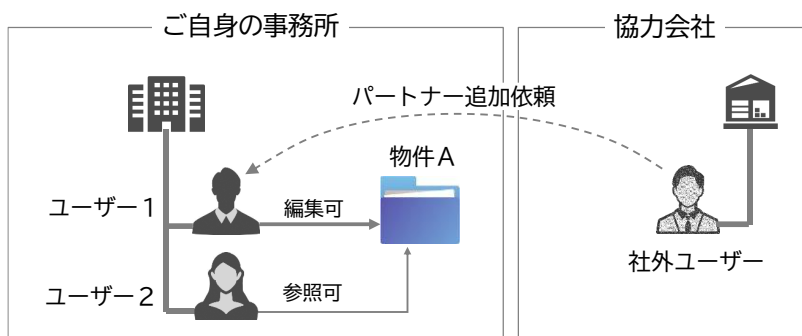 ご自身の事務所
協力会社
パートナー追加依頼
物件A
ユーザー1
編集可
社外ユーザー
ユーザー2
参照可